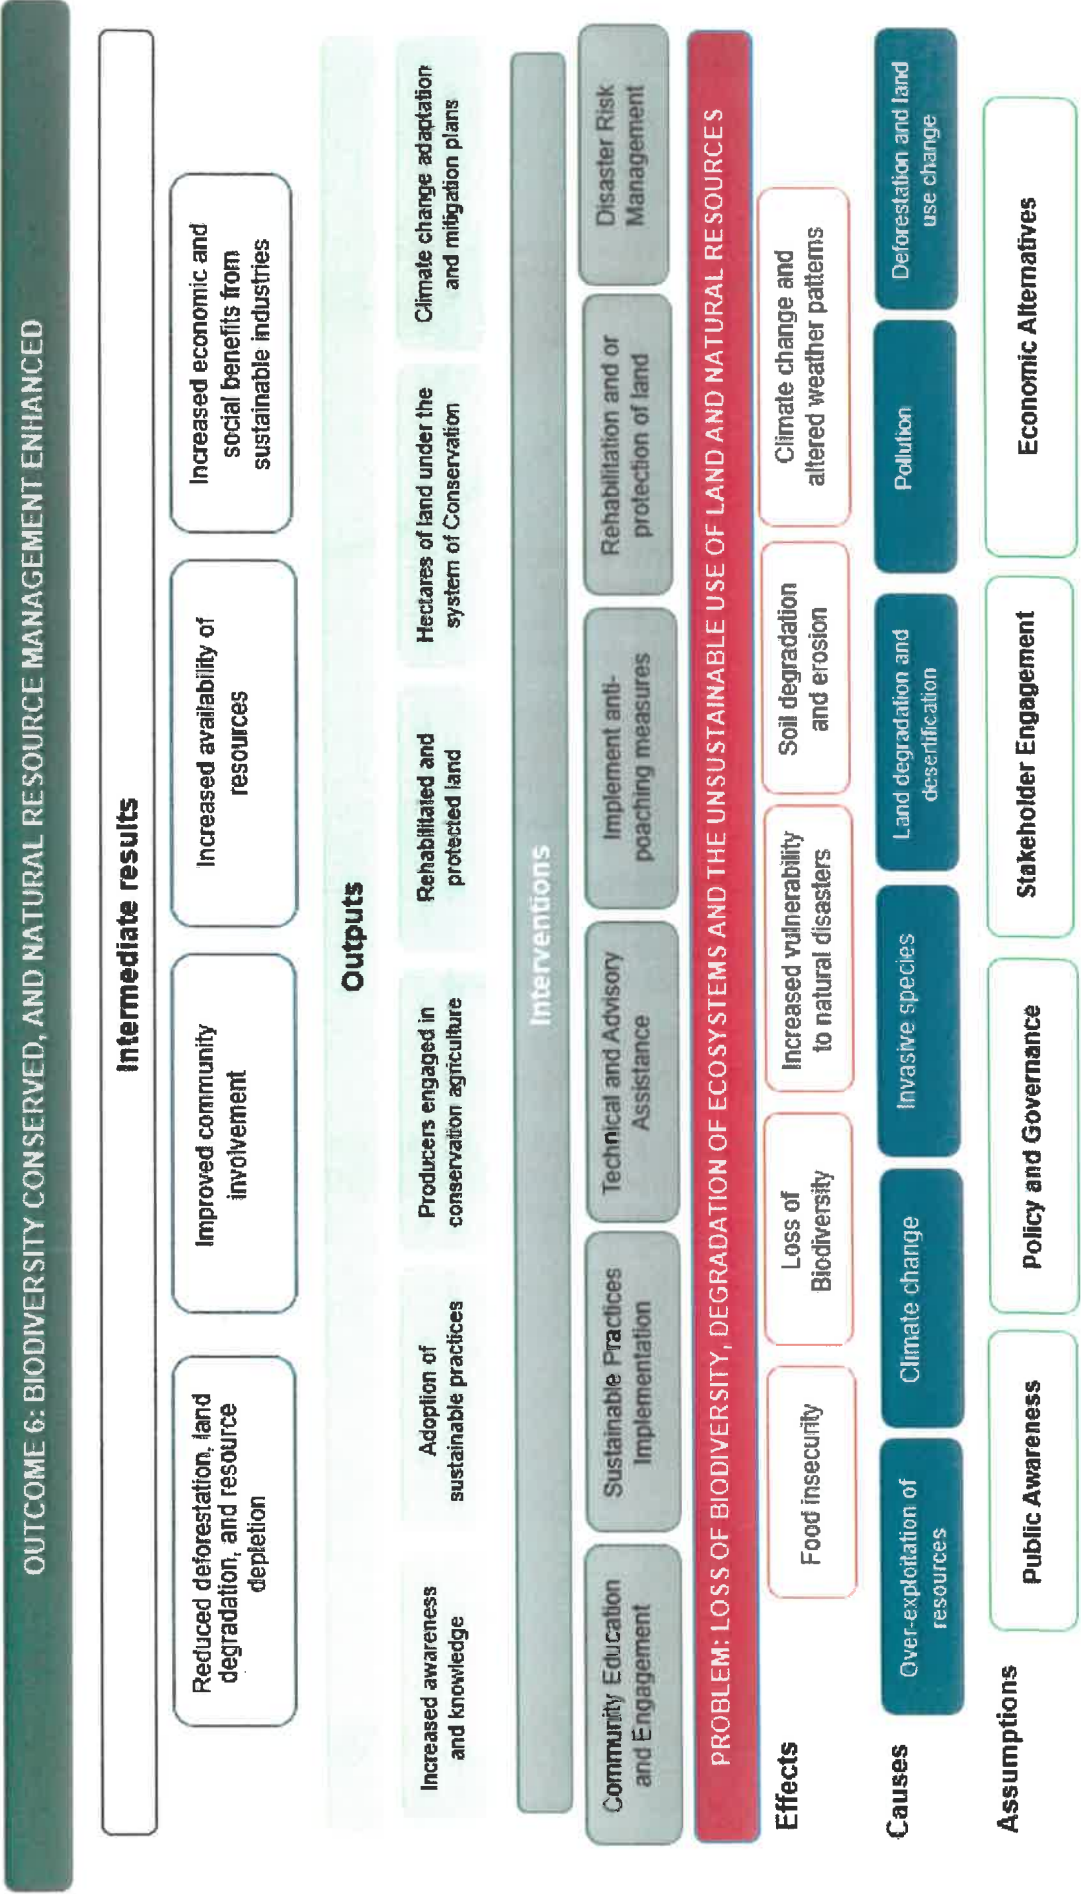 OUTCOME 6: BIODIVERSITY CONSERVED, AND NATURAL RESOURCE MANAGEMENT ENHANCED
Intermediate results
Reduced deforestation, land
degradation, and resource
depletion
Improved community
involvement
Increased availability of
resources
Increased economic and
social benefits from
sustainable industries
Outputs
Increased awareness
and knowledge
Adoption of
sustainable practices
Producers engaged in
conservation agriculture
Rehabilitated and
protected land
Hectares of land under the
system of Conservation
Climate change adaptation
and mitigation plans
Interventions
Community Education
and Engagement
Sustainable Practices
Implementation
Technical and Advisory
Assistance
Implement anti-
poaching measures
Rehabilitation and or
protection of land
Disaster Risk
Management
PROBLEM: LOSS OF BIODIVERSITY, DEGRADATION OF ECOSYSTEMS AND THE UNSUSTAINABLE USE OF LAND AND NATURAL RESOURCES
Effects
Food insecurity
Loss of
Biodiversity
Increased vulnerability
to natural disasters
Soil degradation
and erosion
Climate change and
altered weather patterns
Causes
Over-exploitation of
resources
Climate change
Invasive species
Land degradation and
desertification
Pollution
Deforestation and land
use change
Assumptions
Public Awareness
Policy and Governance
Stakeholder Engagement
Economic Alternatives